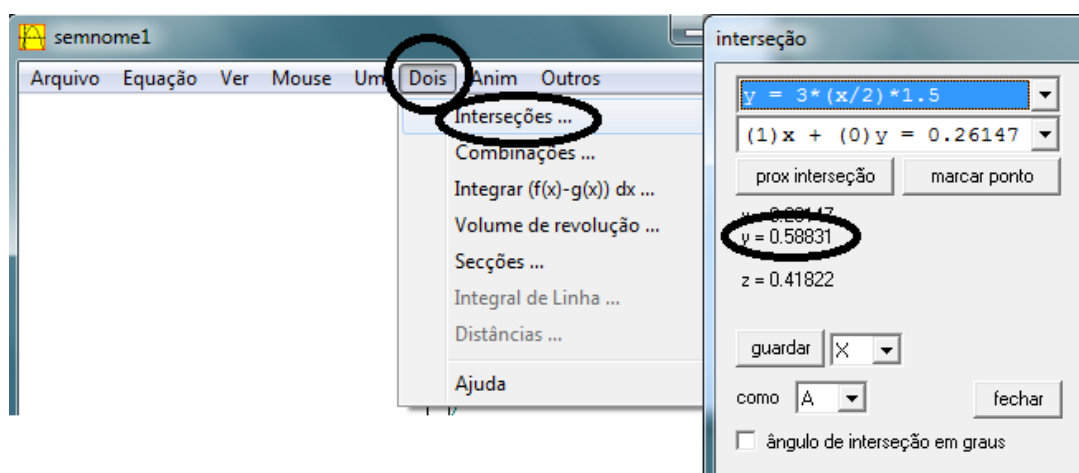 semnome1
Arquivo Equação Ver Mouse Um Dois Anim Outros
Interseções ...
Combinações ...
Integrar (f(x)-g(x)) dx ...
Volume de revolução ...
Secções ...
Integral de Linha ...
Distâncias ...
Ajuda
interseção
y = 3*(x/2)*1.5
(1)x + (0)y = 0.26147
prox interseção marcar ponto
y = 0.58831
z = 0.41822
guardar X
como A fechar
ângulo de interseção em graus